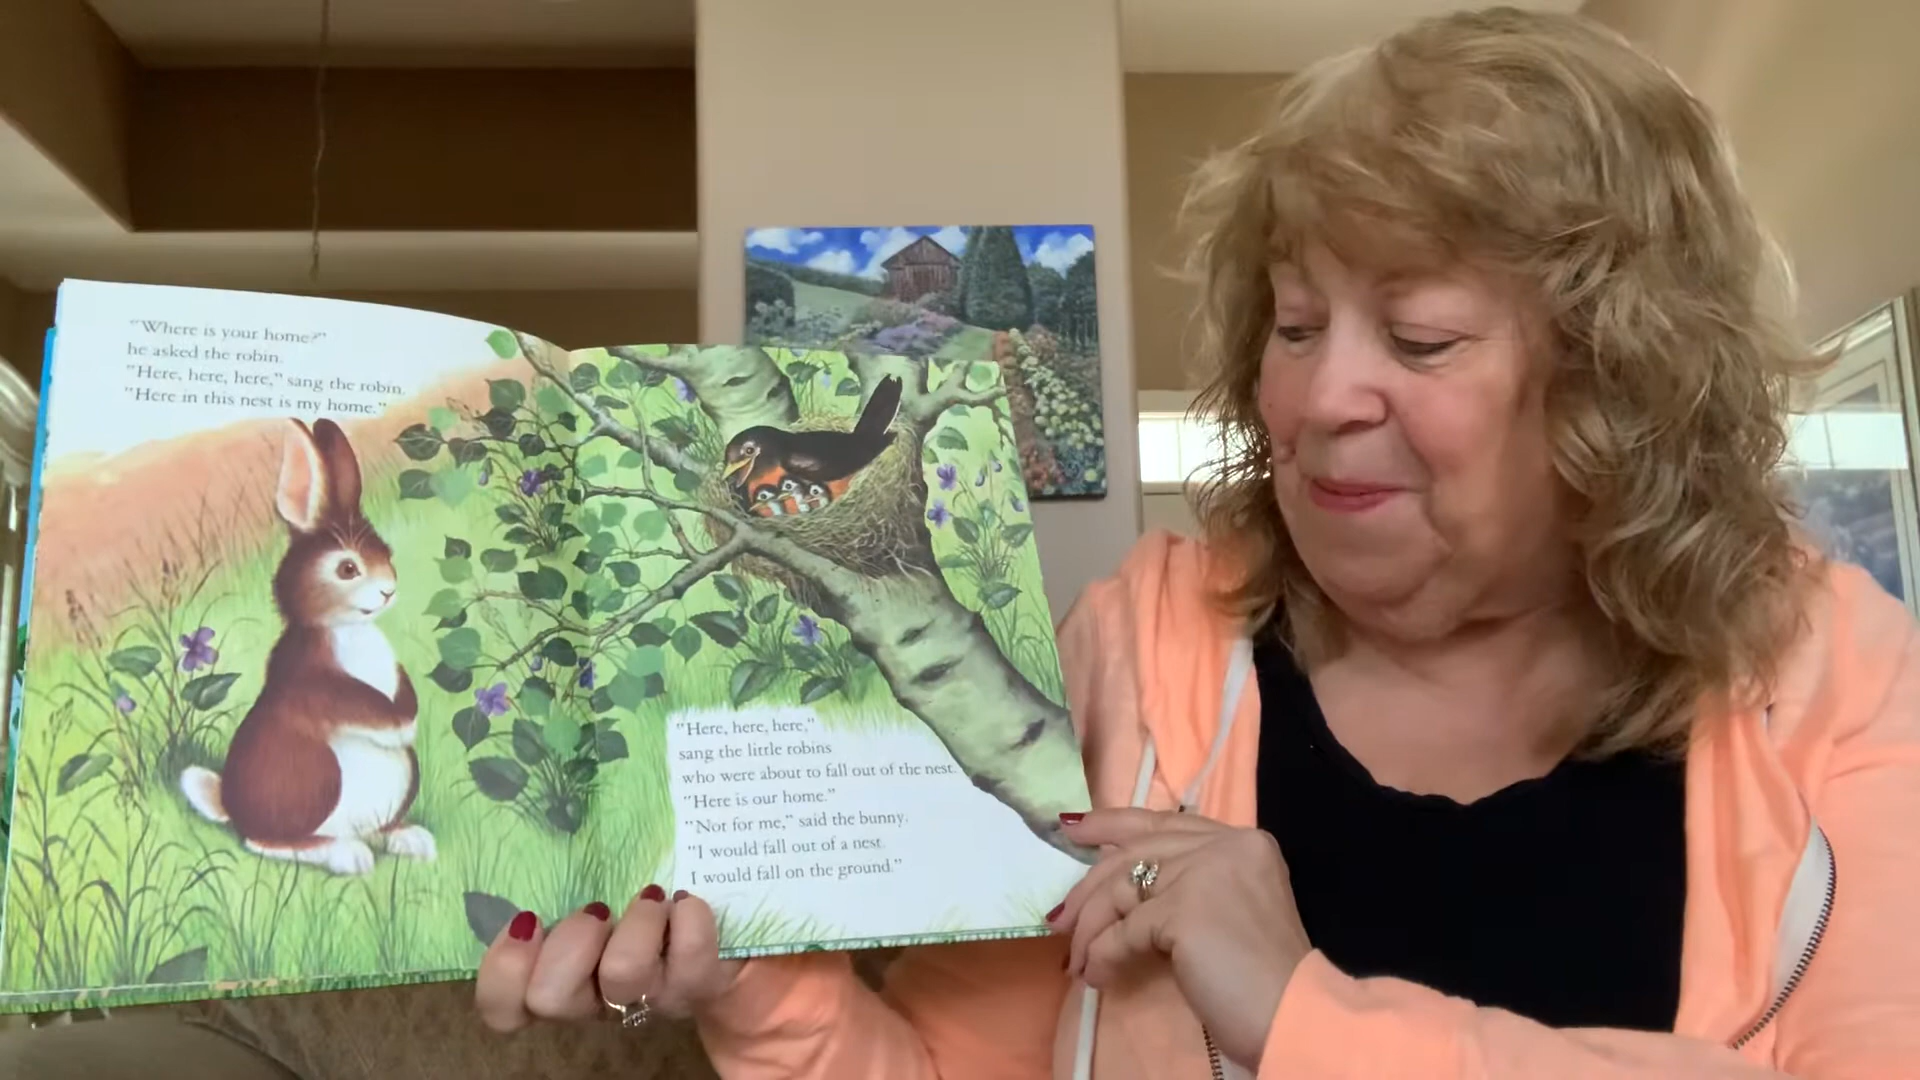 "Where is your home?"
he asked the robin.
"Here, here, here," sang the robin.
"Here in this nest is my home."
"Here, here, here,"
sang the little robins
who were about to fall out of the nest.
"Here is our home."
"Not for me," said the bunny.
"I would fall out of a nest.
I would fall on the ground."